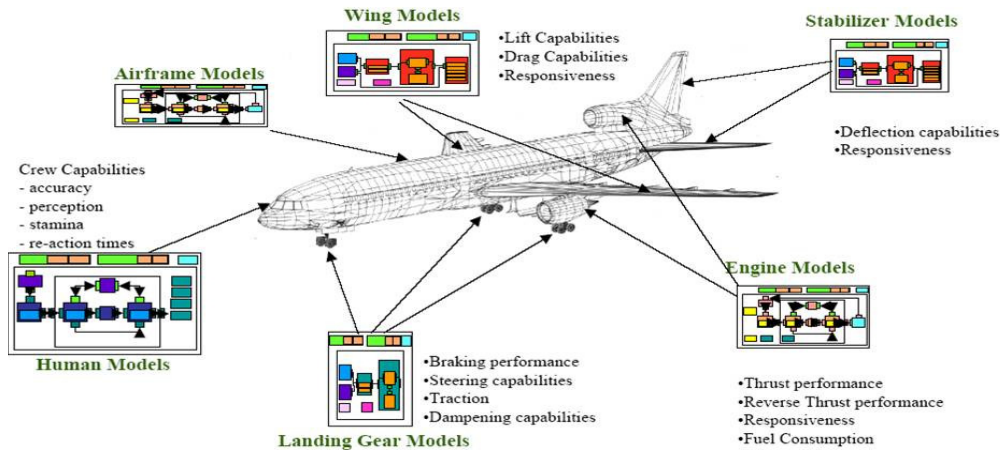 Wing Models
•Lift Capabilities
•Drag Capabilities
•Responsiveness
Stabilizer Models
•Deflection capabilities
•Responsiveness
Airframe Models
Crew Capabilities
- accuracy
- perception
- stamina
- re-action times
Human Models
Landing Gear Models
•Braking performance
•Steering capabilities
•Traction
•Dampening capabilities
Engine Models
•Thrust performance
•Reverse Thrust performance
•Responsiveness
•Fuel Consumption